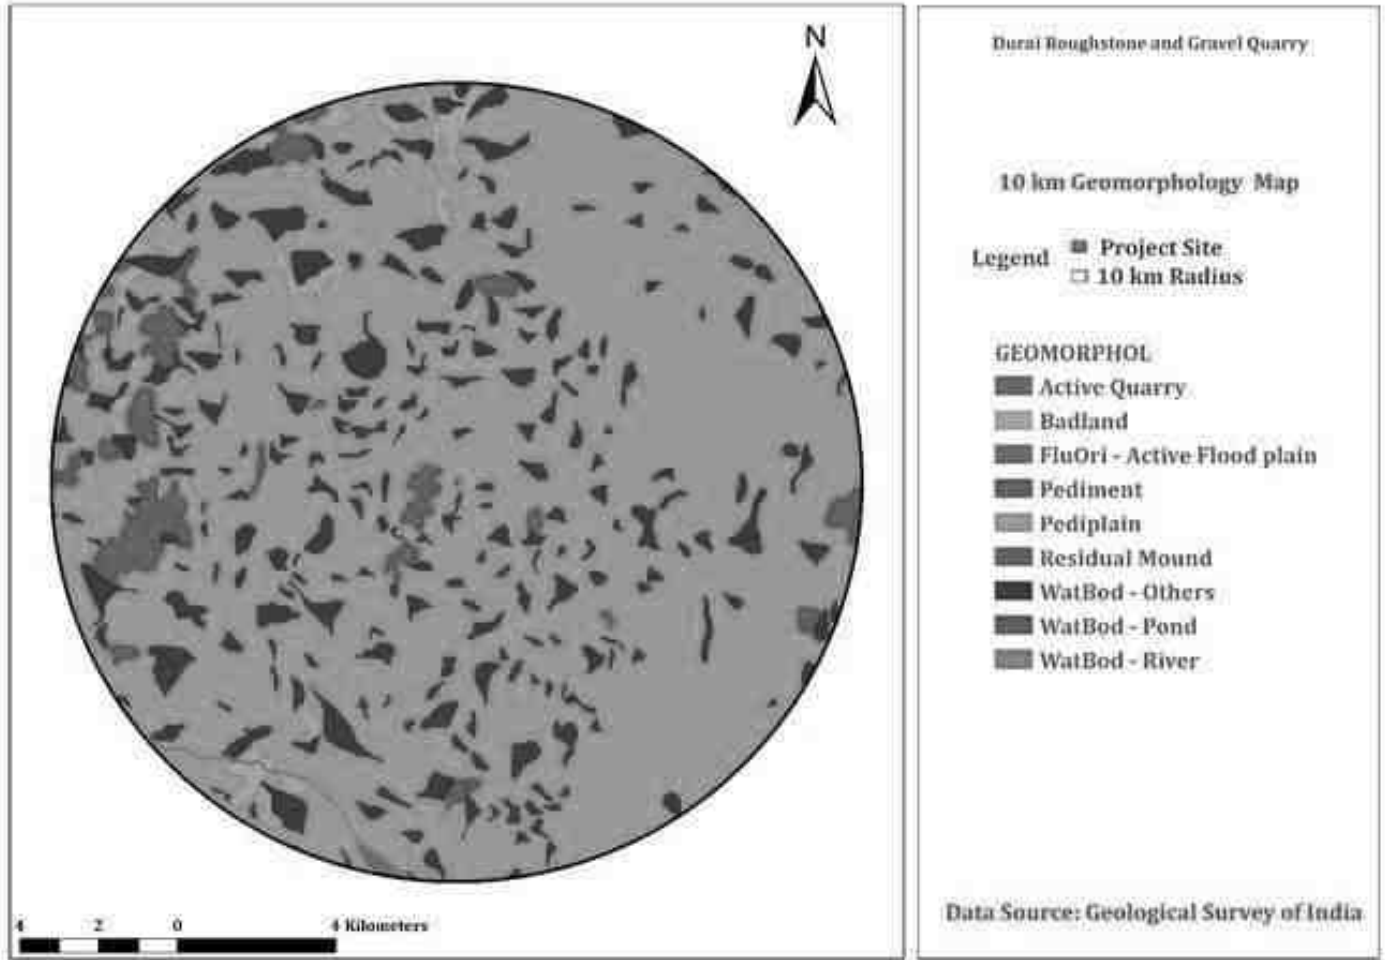 N
Durai Roughstone and Gravel Quarry
10 km Geomorphology Map
Legend
Project Site
10 km Radius
GEOMORPHOL
Active Quarry
Badland
FluOri - Active Flood plain
Pediment
Pediplain
Residual Mound
WatBod - Others
WatBod - Pond
WatBod - River
4 2 0 4 Kilometers
Data Source: Geological Survey of India